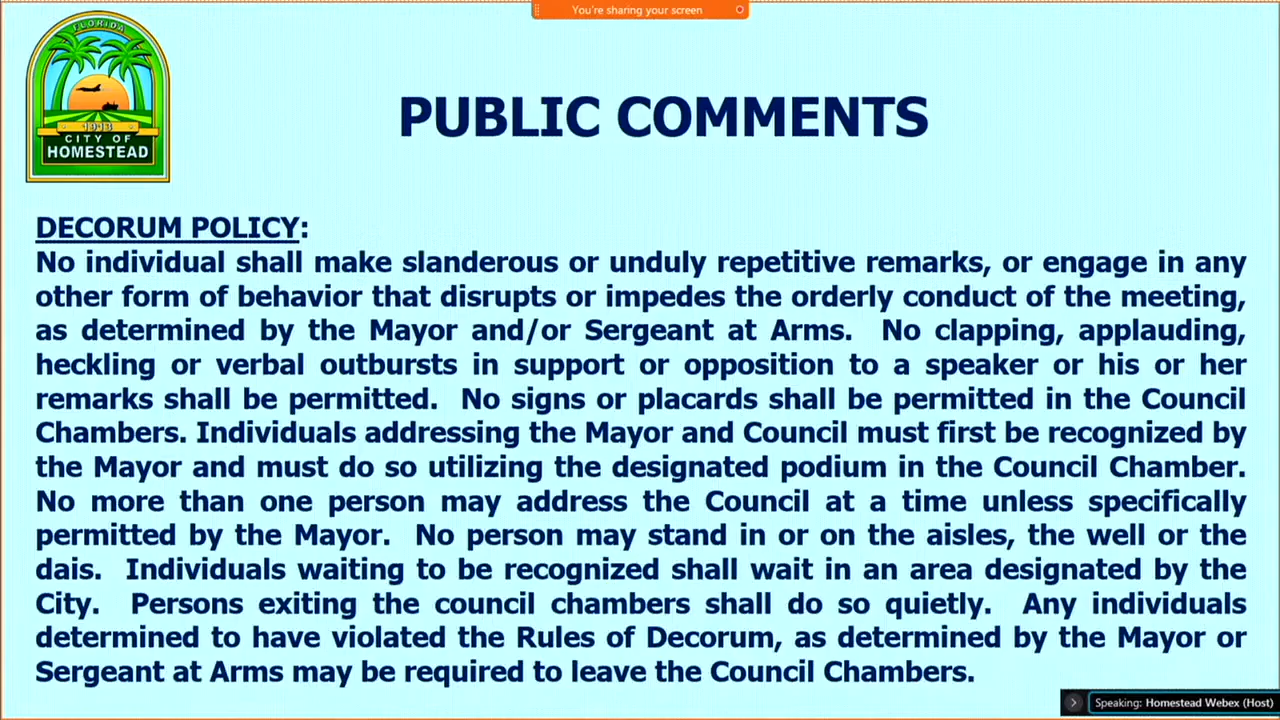 You're sharing your screen
FLORIDA
1913
CITY OF
HOMESTEAD
PUBLIC COMMENTS
DECORUM POLICY:
No individual shall make slanderous or unduly repetitive remarks, or engage in any
other form of behavior that disrupts or impedes the orderly conduct of the meeting,
as determined by the Mayor and/or Sergeant at Arms. No clapping, applauding,
heckling or verbal outbursts in support or opposition to a speaker or his or her
remarks shall be permitted. No signs or placards shall be permitted in the Council
Chambers. Individuals addressing the Mayor and Council must first be recognized by
the Mayor and must do so utilizing the designated podium in the Council Chamber.
No more than one person may address the Council at a time unless specifically
permitted by the Mayor. No person may stand in or on the aisles, the well or the
dais. Individuals waiting to be recognized shall wait in an area designated by the
City. Persons exiting the council chambers shall do so quietly. Any individuals
determined to have violated the Rules of Decorum, as determined by the Mayor or
Sergeant at Arms may be required to leave the Council Chambers.
Speaking: Homestead Webex (Host)